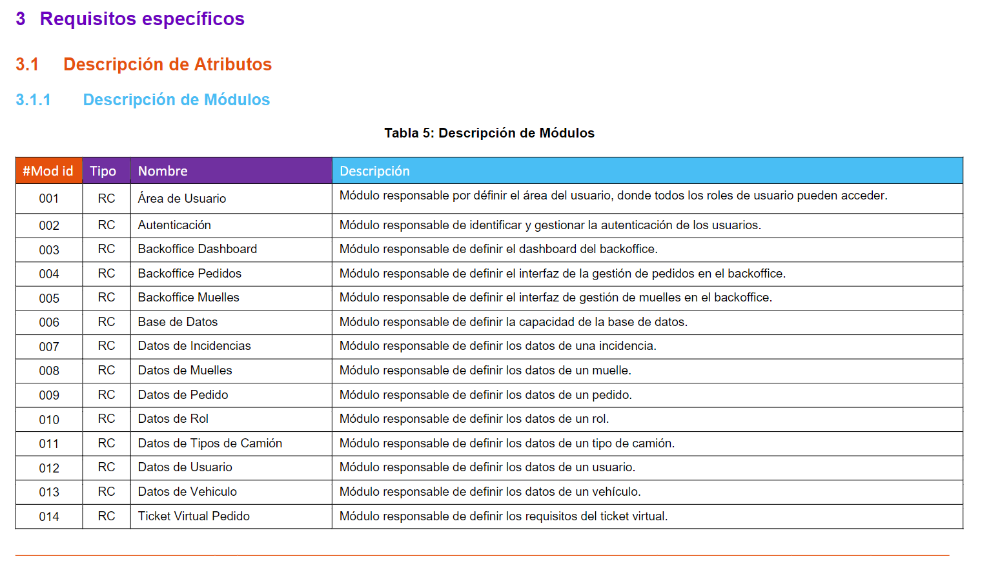 3 Requisitos específicos
3.1 Descripción de Atributos
3.1.1 Descripción de Módulos
Tabla 5: Descripción de Módulos
#Mod id Tipo Nombre Descripción
001 RC Área de Usuario Módulo responsable por définir el área del usuario, donde todos los roles de usuario pueden acceder.
002 RC Autenticación Módulo responsable de identificar y gestionar la autenticación de los usuarios.
003 RC Backoffice Dashboard Módulo responsable de definir el dashboard del backoffice.
004 RC Backoffice Pedidos Módulo responsable de definir el interfaz de la gestión de pedidos en el backoffice.
005 RC Backoffice Muelles Módulo responsable de definir el interfaz de gestión de muelles en el backoffice.
006 RC Base de Datos Módulo responsable de definir la capacidad de la base de datos.
007 RC Datos de Incidencias Módulo responsable de definir los datos de una incidencia.
008 RC Datos de Muelles Módulo responsable de definir los datos de un muelle.
009 RC Datos de Pedido Módulo responsable de definir los datos de un pedido.
010 RC Datos de Rol Módulo responsable de definir los datos de un rol.
011 RC Datos de Tipos de Camión Módulo responsable de definir los datos de un tipo de camión.
012 RC Datos de Usuario Módulo responsable de definir los datos de un usuario.
013 RC Datos de Vehiculo Módulo responsable de definir los datos de un vehículo.
014 RC Ticket Virtual Pedido Módulo responsable de definir los requisitos del ticket virtual.